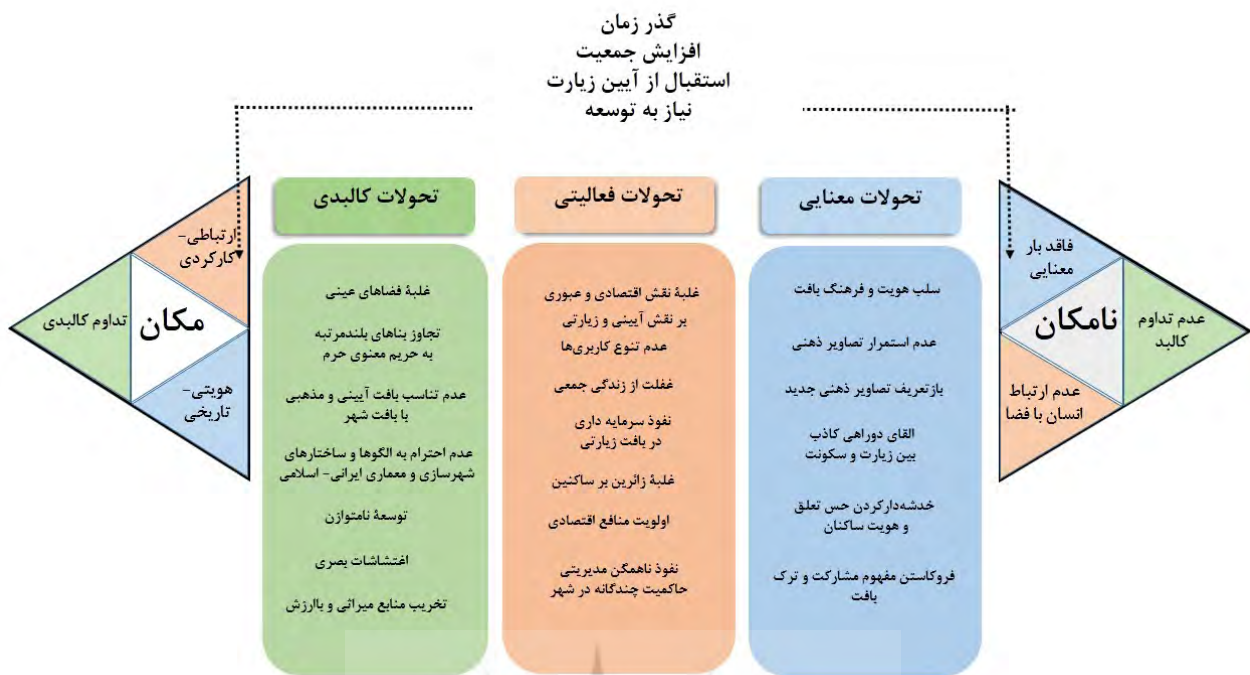 گذر زمان
افزایش جمعیت
استقبال از آیین زیارت
نیاز به توسعه
فاقد بار
معنایی
نامکان
عدم تداوم
کالبد
عدم ارتباط
انسان با فضا
تحولات معنایی
سلب هویت و فرهنگ بافت
عدم استمرار تصاویر ذهنی
بازتعریف تصاویر ذهنی جدید
القای دوراهی کاذب
بین زیارت و سکونت
خدشه‌دارکردن حس تعلق
و هویت ساکنان
فروکاستن مفهوم مشارکت و ترک
بافت
تحولات فعالیتی
غلبۀ نقش اقتصادی و عبوری
بر نقش آیینی و زیارتی
عدم تنوع کاربری‌ها
غفلت از زندگی جمعی
نفوذ سرمایه داری
در بافت زیارتی
غلبۀ زائرین بر ساکنین
اولویت منافع اقتصادی
نفوذ ناهمگن مدیریتی
حاکمیت چندگانه در شهر
تحولات کالبدی
غلبۀ فضاهای عینی
تجاوز بناهای بلندمرتبه
به حریم معنوی حرم
عدم تناسب بافت آیینی و مذهبی
با بافت شهر
عدم احترام به الگوها و ساختارهای
شهرسازی و معماری ایرانی- اسلامی
توسعۀ نامتوازن
اغتشاشات بصری
تخریب منابع میراثی و باارزش
ارتباطی-
کارکردی
مکان
تداوم کالبدی
هویتی-
تاریخی